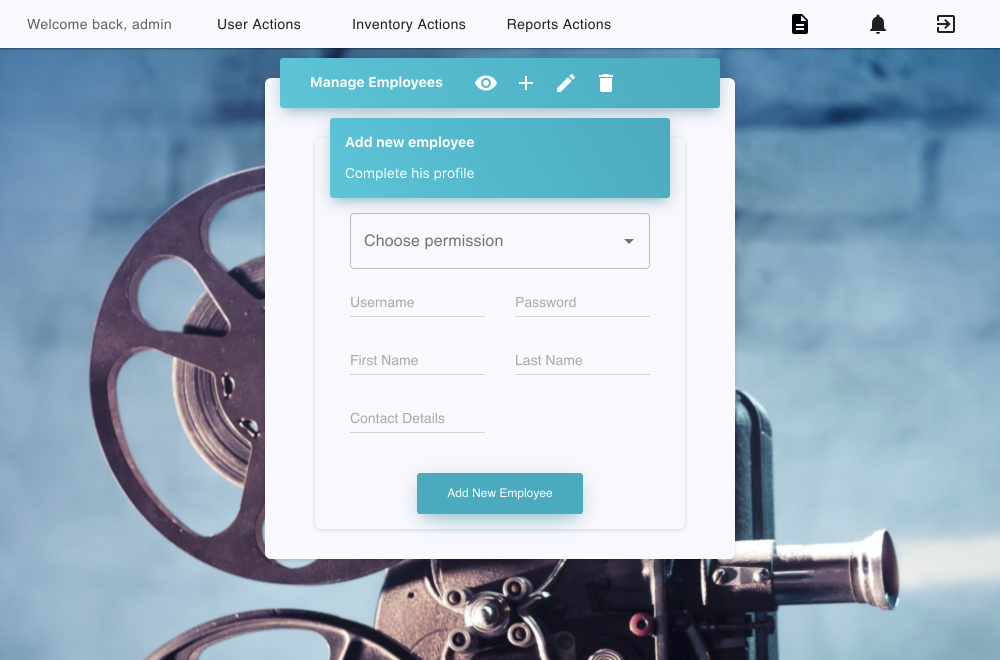 Welcome back, admin User Actions Inventory Actions Reports Actions
Manage Employees
Add new employee
Complete his profile
Choose permission
Username Password
First Name Last Name
Contact Details
Add New Employee